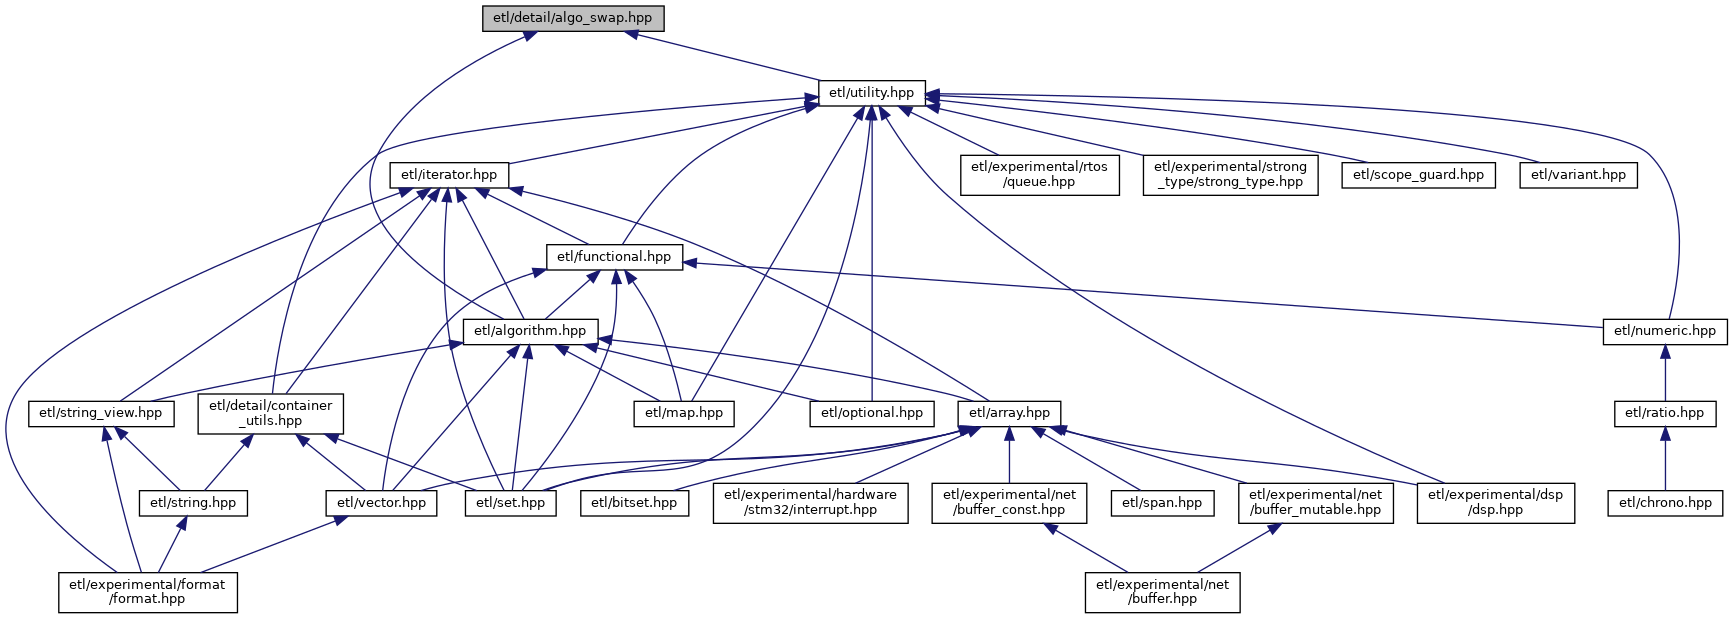 etl/detail/algo_swap.hpp
etl/utility.hpp
etl/iterator.hpp
etl/experimental/rtos
/queue.hpp
etl/experimental/strong
_type/strong_type.hpp
etl/scope_guard.hpp
etl/variant.hpp
etl/functional.hpp
etl/algorithm.hpp
etl/numeric.hpp
etl/string_view.hpp
etl/detail/container
_utils.hpp
etl/map.hpp
etl/optional.hpp
etl/array.hpp
etl/ratio.hpp
etl/string.hpp
etl/vector.hpp
etl/set.hpp
etl/bitset.hpp
etl/experimental/hardware
/stm32/interrupt.hpp
etl/experimental/net
/buffer_const.hpp
etl/span.hpp
etl/experimental/net
/buffer_mutable.hpp
etl/experimental/dsp
/dsp.hpp
etl/chrono.hpp
etl/experimental/format
/format.hpp
etl/experimental/net
/buffer.hpp